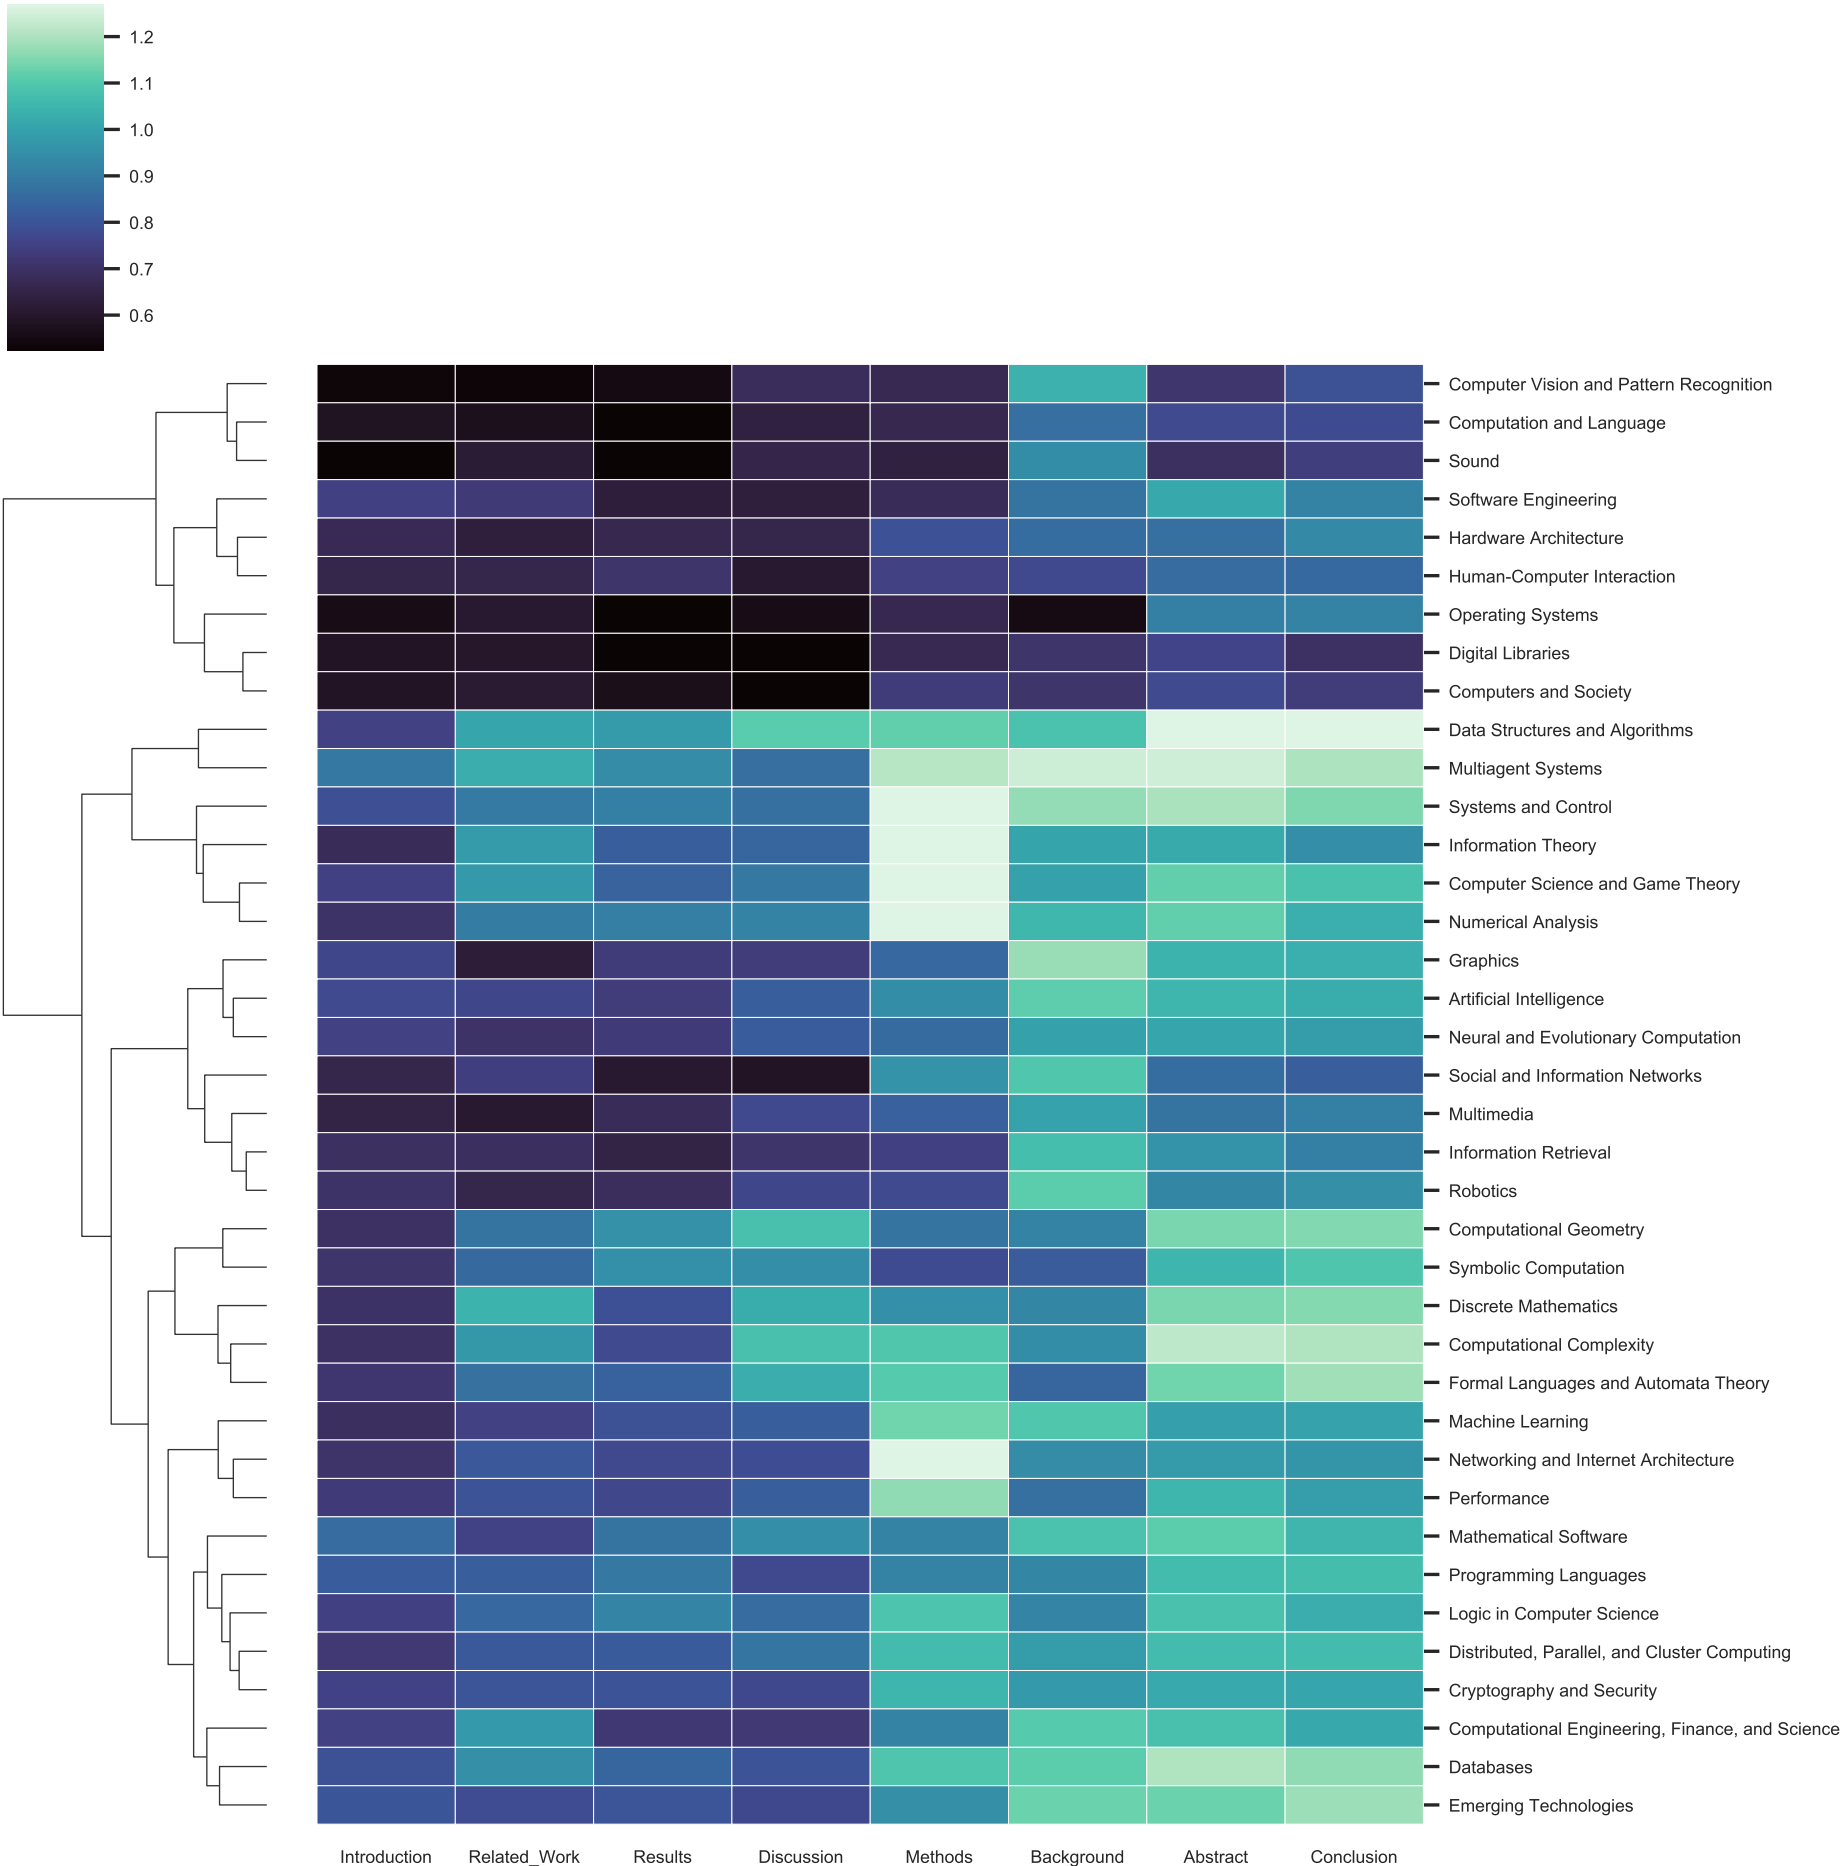 1.2
1.1
1.0
0.9
0.8
0.7
0.6
Computer Vision and Pattern Recognition
Computation and Language
Sound
Software Engineering
Hardware Architecture
Human-Computer Interaction
Operating Systems
Digital Libraries
Computers and Society
Data Structures and Algorithms
Multiagent Systems
Systems and Control
Information Theory
Computer Science and Game Theory
Numerical Analysis
Graphics
Artificial Intelligence
Neural and Evolutionary Computation
Social and Information Networks
Multimedia
Information Retrieval
Robotics
Computational Geometry
Symbolic Computation
Discrete Mathematics
Computational Complexity
Formal Languages and Automata Theory
Machine Learning
Networking and Internet Architecture
Performance
Mathematical Software
Programming Languages
Logic in Computer Science
Distributed, Parallel, and Cluster Computing
Cryptography and Security
Computational Engineering, Finance, and Science
Databases
Emerging Technologies
Introduction Related_Work Results Discussion Methods Background Abstract Conclusion